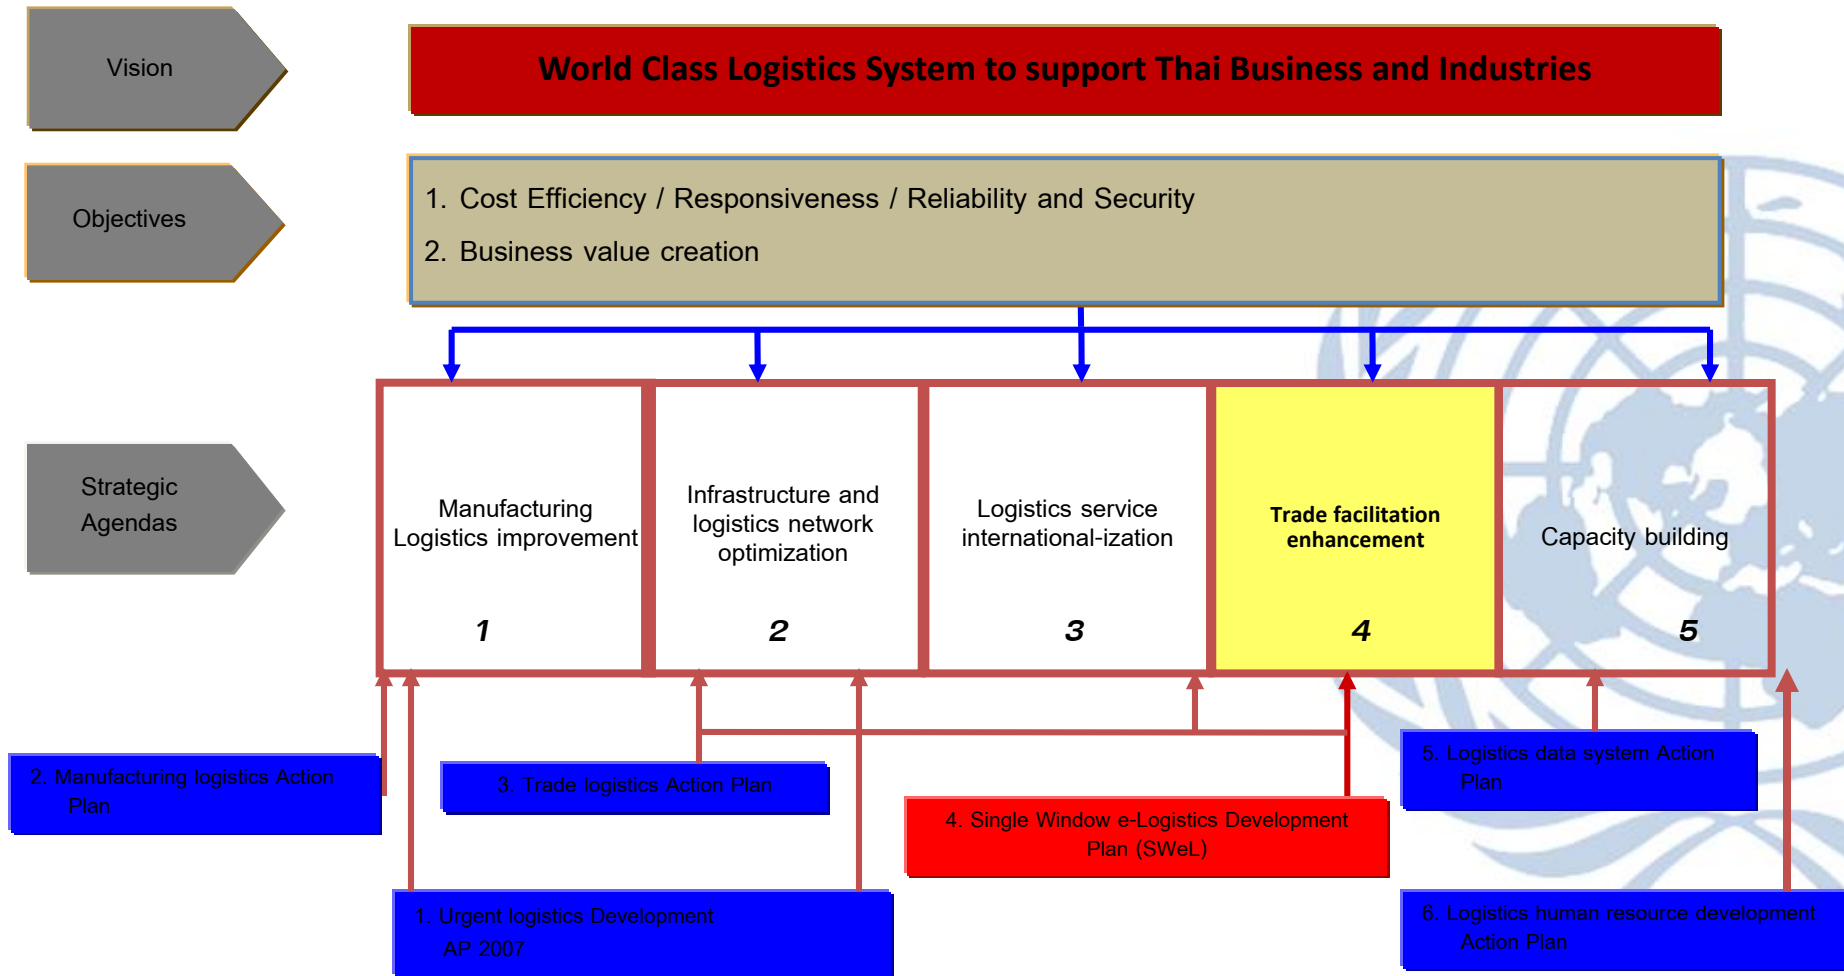 Vision
World Class Logistics System to support Thai Business and Industries
Objectives
1. Cost Efficiency / Responsiveness / Reliability and Security
2. Business value creation
Strategic
Agendas
Manufacturing
Logistics improvement
1
Infrastructure and
logistics network
optimization
2
Logistics service
international-ization
3
Trade facilitation
enhancement
4
Capacity building
5
2. Manufacturing logistics Action
Plan
3. Trade logistics Action Plan
4. Single Window e-Logistics Development
Plan (SWeL)
5. Logistics data system Action
Plan
1. Urgent logistics Development
AP 2007
6. Logistics human resource development
Action Plan